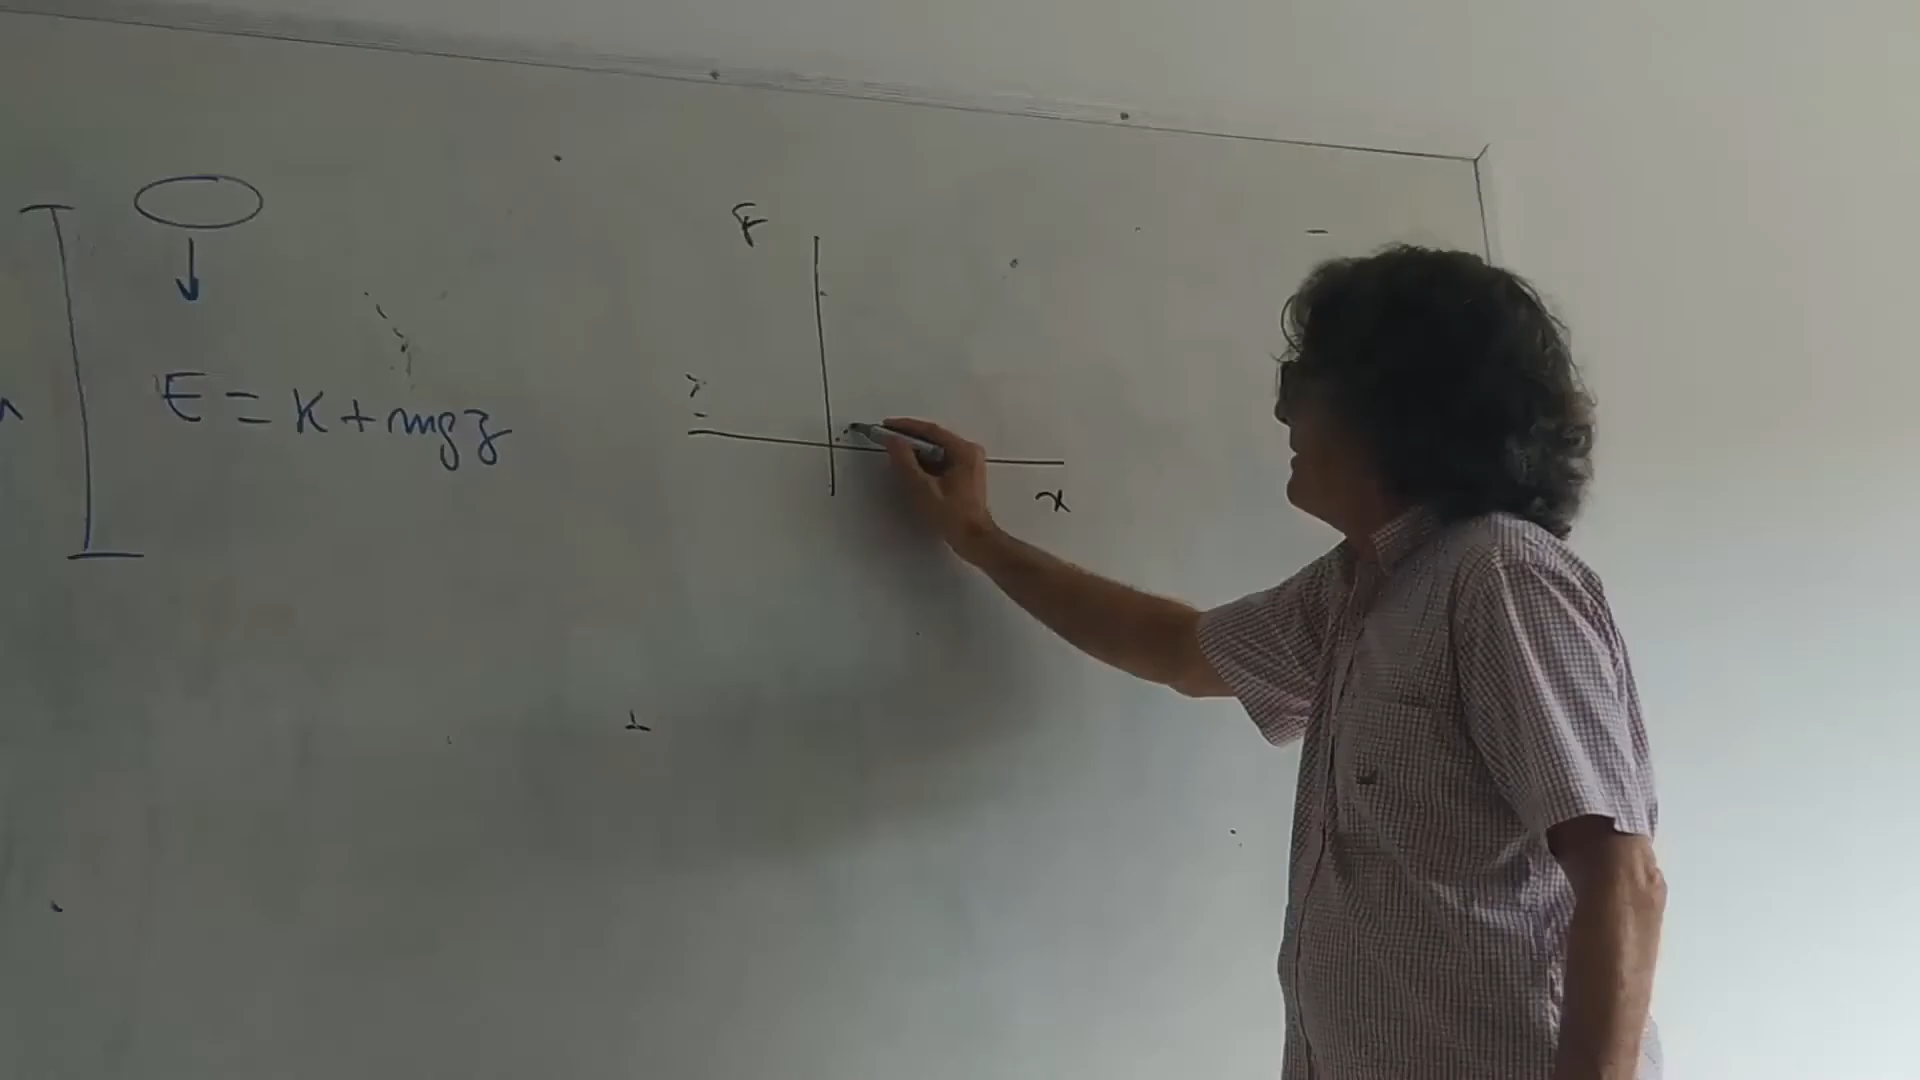 F
E = K + mgz
x